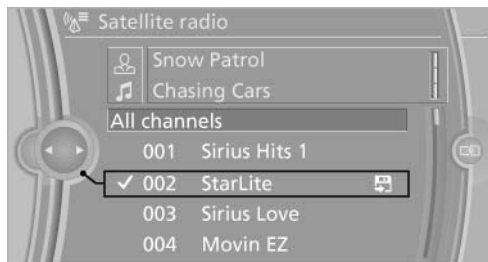 Satellite radio
Snow Patrol
Chasing Cars
All channels
001 Sirius Hits 1
002 StarLite
003 Sirius Love
004 Movin EZ